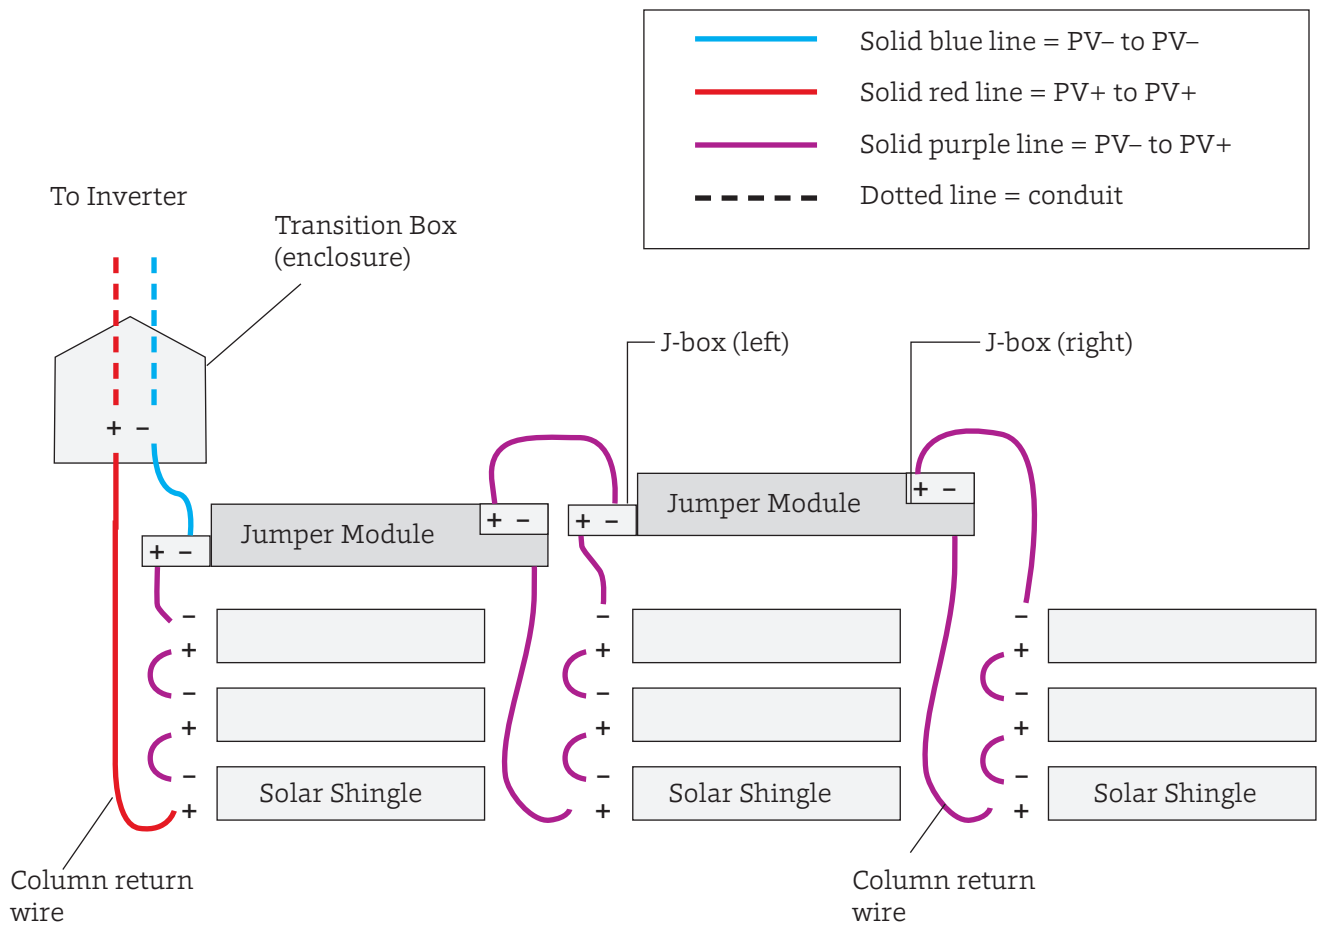 Solid blue line = PV– to PV–
Solid red line = PV+ to PV+
Solid purple line = PV– to PV+
Dotted line = conduit
To Inverter
Transition Box
(enclosure)
J-box (left)
J-box (right)
+ –
+ –
Jumper Module
+ –
+ –
Jumper Module
+ –
–
+
–
+
–
+
Solar Shingle
–
+
–
+
–
+
Solar Shingle
–
+
–
+
–
+
Solar Shingle
Column return
wire
Column return
wire